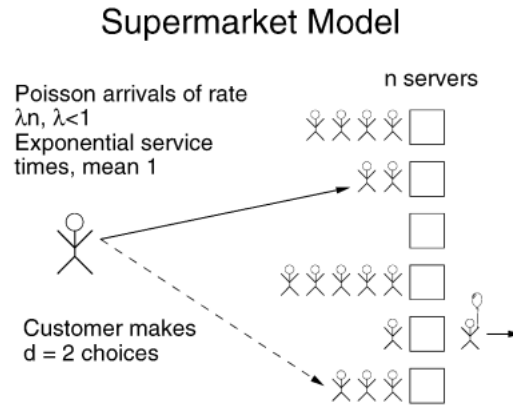 Supermarket Model
n servers
Poisson arrivals of rate
λn, λ<1
Exponential service
times, mean 1
Customer makes
d = 2 choices